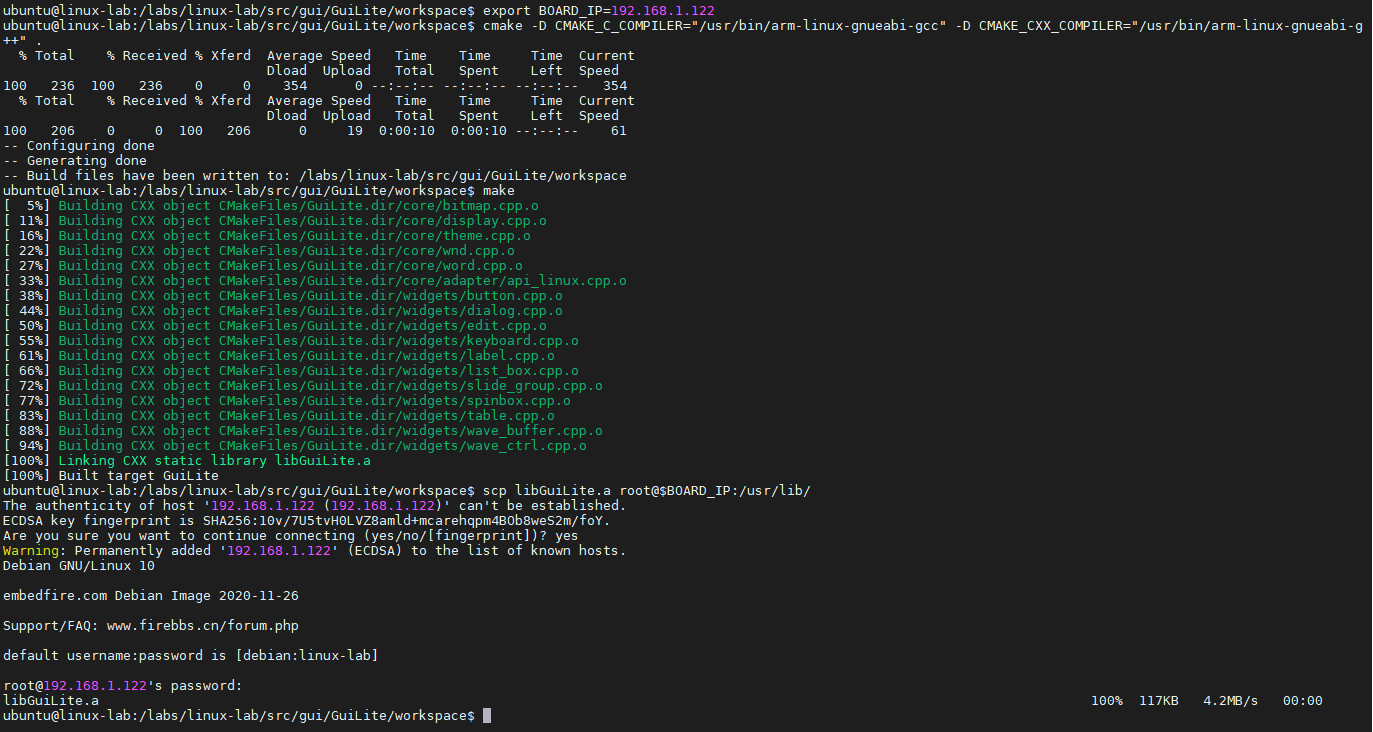 ubuntu@linux-lab:/labs/linux-lab/src/gui/GuiLite/workspace$ export BOARD_IP=192.168.1.122
ubuntu@linux-lab:/labs/linux-lab/src/gui/GuiLite/workspace$ cmake -D CMAKE_C_COMPILER="/usr/bin/arm-linux-gnueabi-gcc" -D CMAKE_CXX_COMPILER="/usr/bin/arm-linux-gnueabi-g
++" .
  % Total    % Received % Xferd  Average Speed   Time    Time     Time  Current
                                 Dload  Upload   Total   Spent    Left  Speed
100   236  100   236    0     0    354      0 --:--:-- --:--:-- --:--:--   354
  % Total    % Received % Xferd  Average Speed   Time    Time     Time  Current
                                 Dload  Upload   Total   Spent    Left  Speed
100   206    0     0  100   206      0     19  0:00:10  0:00:10 --:--:--    61
-- Configuring done
-- Generating done
-- Build files have been written to: /labs/linux-lab/src/gui/GuiLite/workspace
ubuntu@linux-lab:/labs/linux-lab/src/gui/GuiLite/workspace$ make
[  5%] Building CXX object CMakeFiles/GuiLite.dir/core/bitmap.cpp.o
[ 11%] Building CXX object CMakeFiles/GuiLite.dir/core/display.cpp.o
[ 16%] Building CXX object CMakeFiles/GuiLite.dir/core/theme.cpp.o
[ 22%] Building CXX object CMakeFiles/GuiLite.dir/core/wnd.cpp.o
[ 27%] Building CXX object CMakeFiles/GuiLite.dir/core/word.cpp.o
[ 33%] Building CXX object CMakeFiles/GuiLite.dir/core/adapter/api_linux.cpp.o
[ 38%] Building CXX object CMakeFiles/GuiLite.dir/widgets/button.cpp.o
[ 44%] Building CXX object CMakeFiles/GuiLite.dir/widgets/dialog.cpp.o
[ 50%] Building CXX object CMakeFiles/GuiLite.dir/widgets/edit.cpp.o
[ 55%] Building CXX object CMakeFiles/GuiLite.dir/widgets/keyboard.cpp.o
[ 61%] Building CXX object CMakeFiles/GuiLite.dir/widgets/label.cpp.o
[ 66%] Building CXX object CMakeFiles/GuiLite.dir/widgets/list_box.cpp.o
[ 72%] Building CXX object CMakeFiles/GuiLite.dir/widgets/slide_group.cpp.o
[ 77%] Building CXX object CMakeFiles/GuiLite.dir/widgets/spinbox.cpp.o
[ 83%] Building CXX object CMakeFiles/GuiLite.dir/widgets/table.cpp.o
[ 88%] Building CXX object CMakeFiles/GuiLite.dir/widgets/wave_buffer.cpp.o
[ 94%] Building CXX object CMakeFiles/GuiLite.dir/widgets/wave_ctrl.cpp.o
[100%] Linking CXX static library libGuiLite.a
[100%] Built target GuiLite
ubuntu@linux-lab:/labs/linux-lab/src/gui/GuiLite/workspace$ scp libGuiLite.a root@$BOARD_IP:/usr/lib/
The authenticity of host '192.168.1.122 (192.168.1.122)' can't be established.
ECDSA key fingerprint is SHA256:10v/7U5tvH0LVZ8amld+mcarehqpm4BOb8weS2m/foY.
Are you sure you want to continue connecting (yes/no/[fingerprint])? yes
Warning: Permanently added '192.168.1.122' (ECDSA) to the list of known hosts.
Debian GNU/Linux 10
embedfire.com Debian Image 2020-11-26
Support/FAQ: www.firebbs.cn/forum.php
default username:password is [debian:linux-lab]
root@192.168.1.122's password:
libGuiLite.a                                  100%  117KB   4.2MB/s   00:00
ubuntu@linux-lab:/labs/linux-lab/src/gui/GuiLite/workspace$